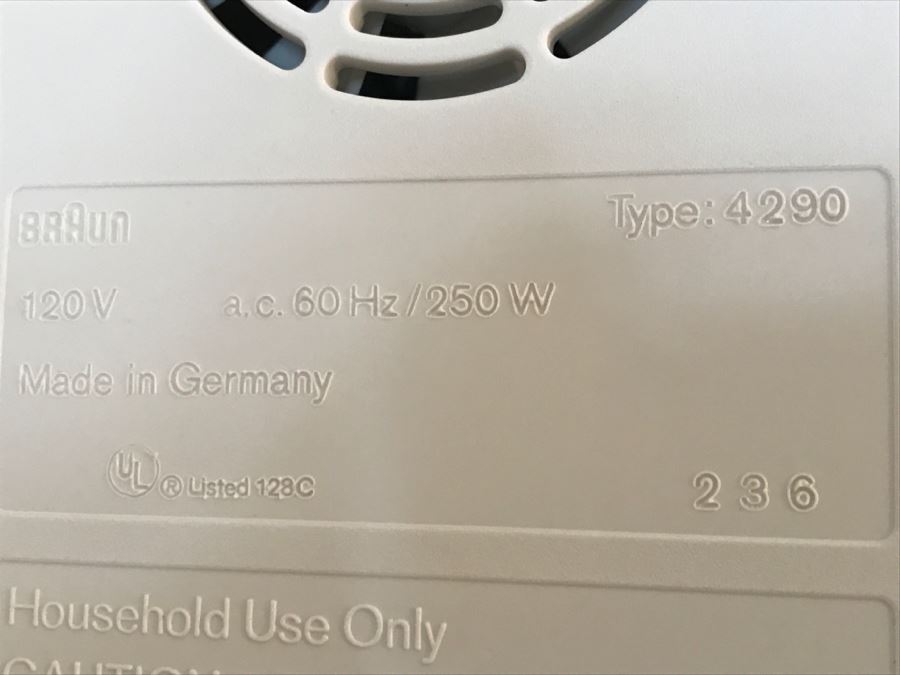 BRAUN
Type: 4290
120 V a.c. 60 Hz/250 W
Made in Germany
UL ® Listed 128C
2 3 6
Household Use Only
CAUTION